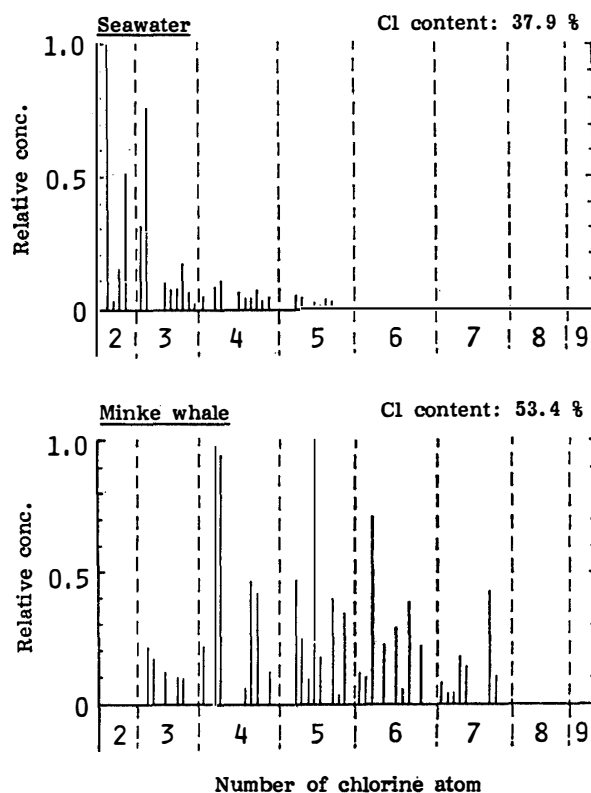 Seawater Cl content: 37.9 %
1.0
0.5
0
Relative conc.
2 3 4 5 6 7 8 9
Minke whale Cl content: 53.4 %
1.0
0.5
0
Relative conc.
2 3 4 5 6 7 8 9
Number of chlorine atom